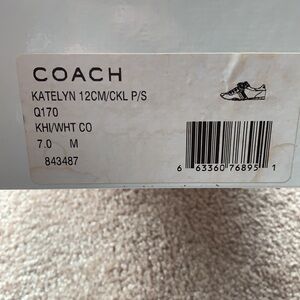 COACH
KATELYN 12CM/CKL P/S
Q170
KHI/WHT CO
7.0 M
843487
6 63360 76895 1